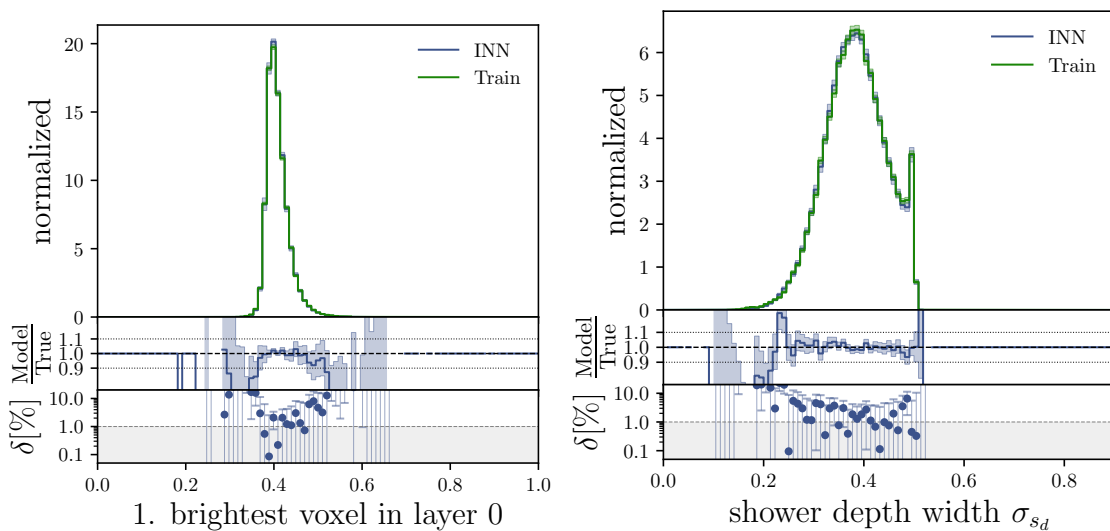 normalized
20
15
10
5
0
INN
Train
Model
True
1.1
1.0
0.9
δ[%]
10.0
1.0
0.1
0.0 0.2 0.4 0.6 0.8 1.0
1. brightest voxel in layer 0
normalized
6
5
4
3
2
1
0
INN
Train
Model
True
1.1
1.0
0.9
δ[%]
10.0
1.0
0.1
0.0 0.2 0.4 0.6 0.8
shower depth width σ_{s_d}